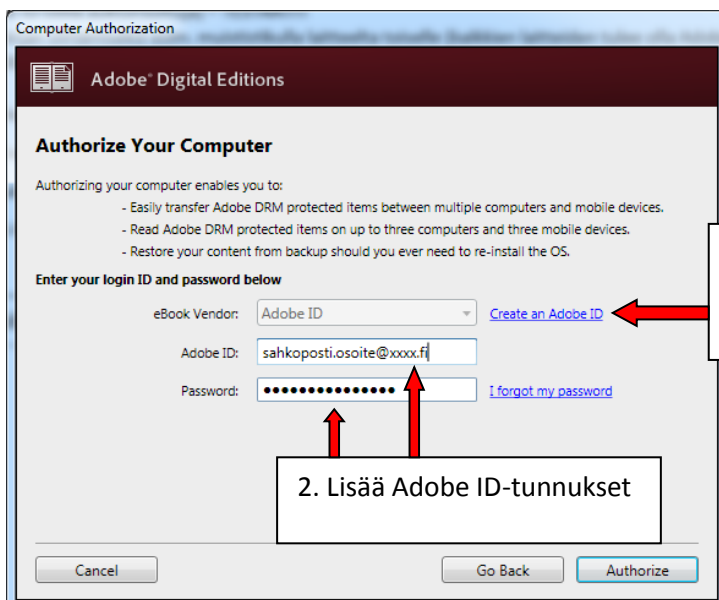 Computer Authorization
Adobe® Digital Editions
Authorize Your Computer
Authorizing your computer enables you to:
- Easily transfer Adobe DRM protected items between multiple computers and mobile devices.
- Read Adobe DRM protected items on up to three computers and three mobile devices.
- Restore your content from backup should you ever need to re-install the OS.
Enter your login ID and password below
eBook Vendor: Adobe ID Create an Adobe ID
Adobe ID: sahkoposti.osoite@xxxx.fi
Password: ●●●●●●●●●●●●●●● I forgot my password
2. Lisää Adobe ID-tunnukset
Cancel Go Back Authorize